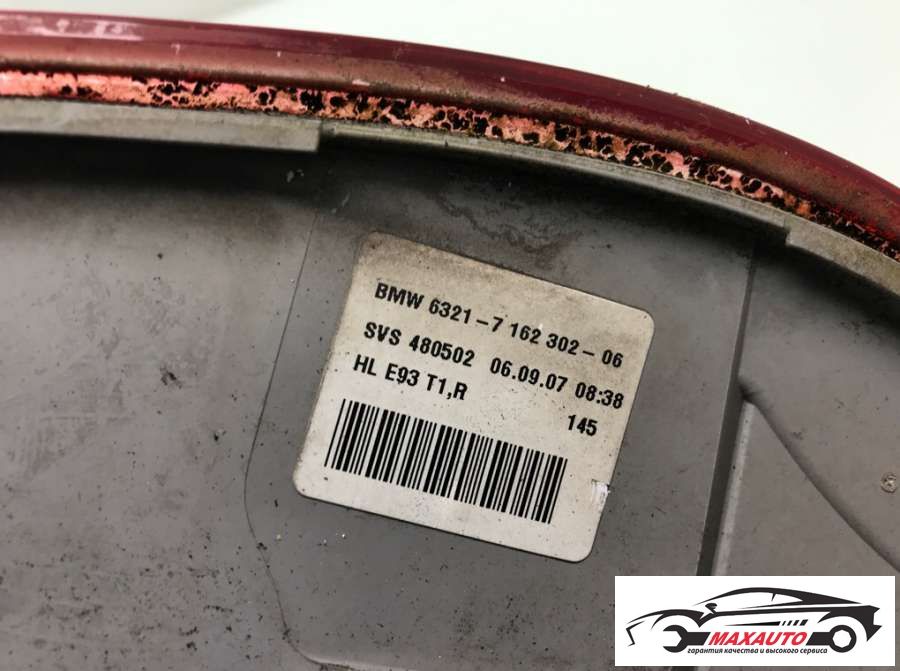 BMW 6321-7 162 302-06
SVS 480502 06.09.07 08:38
HL E93 T1,R
145
MAXAUTO
гарантия качества и высокого сервиса